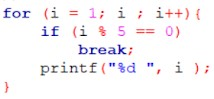 for (i = 1; i ; i++){
if (i % 5 == 0)
break;
printf("%d ", i );
}